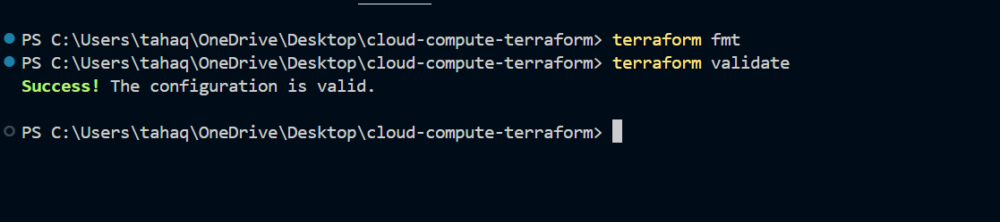 PS C:\Users\tahaq\OneDrive\Desktop\cloud-compute-terraform> terraform fmt
PS C:\Users\tahaq\OneDrive\Desktop\cloud-compute-terraform> terraform validate
Success! The configuration is valid.
PS C:\Users\tahaq\OneDrive\Desktop\cloud-compute-terraform>